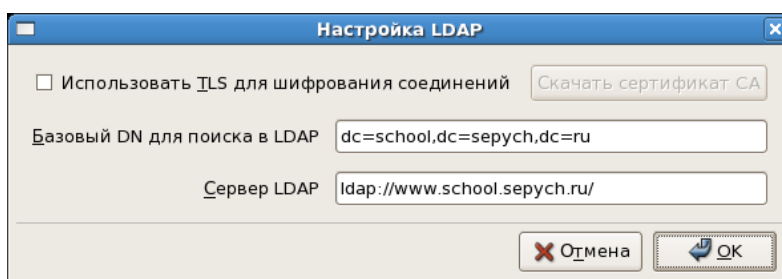 Настройка LDAP
Использовать TLS для шифрования соединений Скачать сертификат CA
Базовый DN для поиска в LDAP dc=school,dc=sepych,dc=ru
Сервер LDAP ldap://www.school.sepych.ru/
Отмена OK